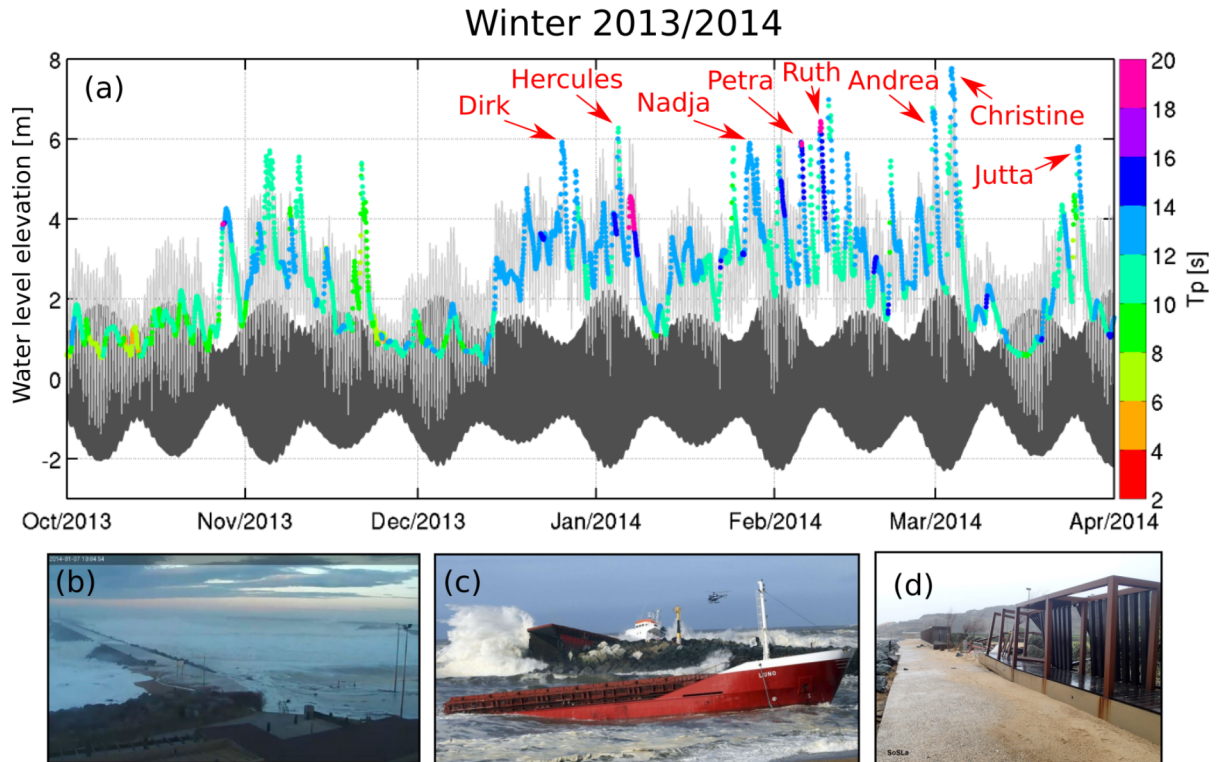 Winter 2013/2014
(a)
Water level elevation [m]
8
6
4
2
0
-2
Dirk
Hercules
Nadja
Petra
Ruth
Andrea
Christine
Jutta
Oct/2013
Nov/2013
Dec/2013
Jan/2014
Feb/2014
Mar/2014
Apr/2014
20
18
16
14
12
10
8
6
4
2
Tp [s]
(b)
(c)
LUNO
(d)
SoSLa